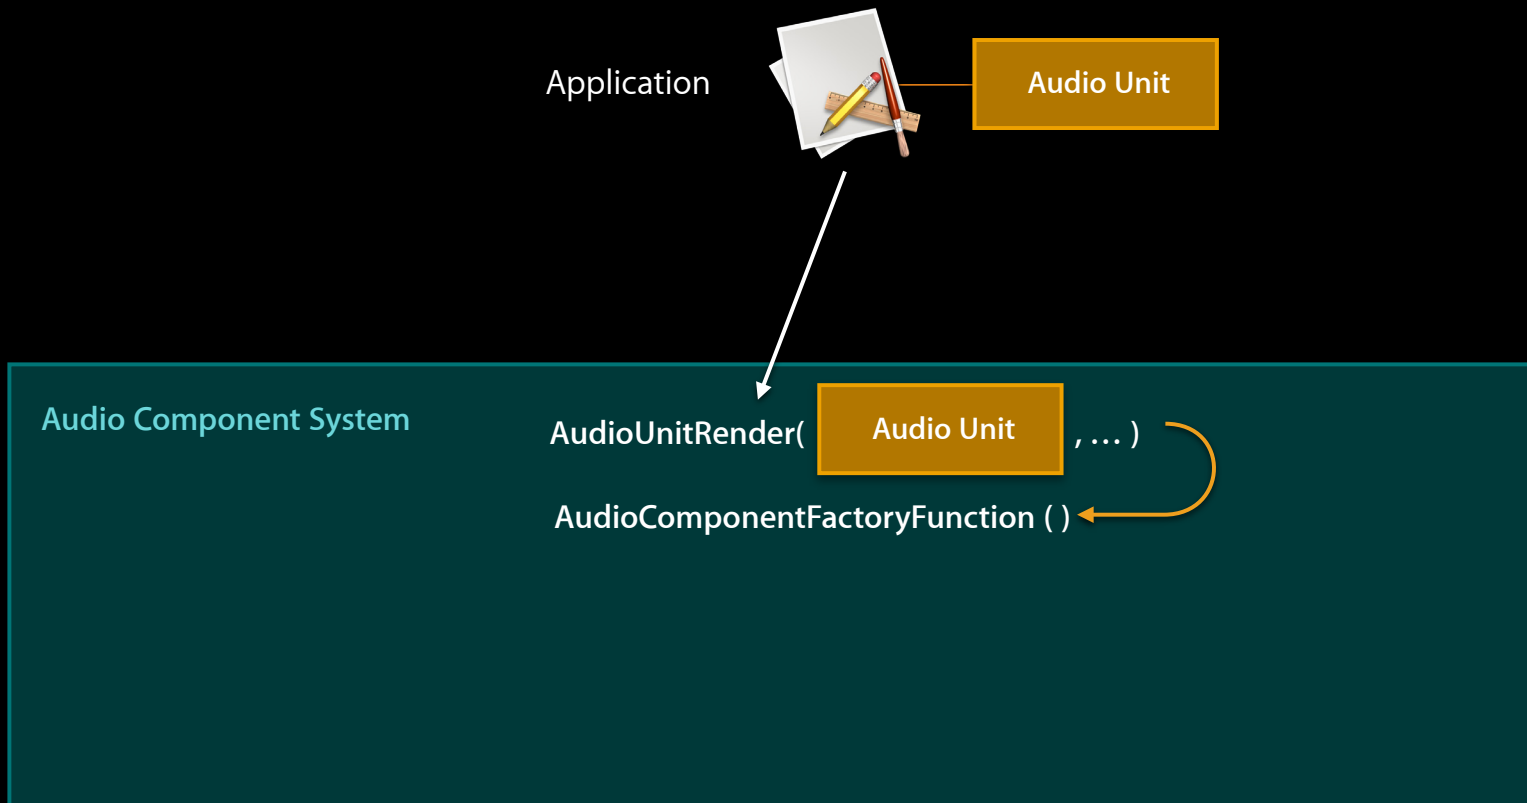 Application
Audio Unit
Audio Component System
AudioUnitRender( Audio Unit , … )
AudioComponentFactoryFunction ( )